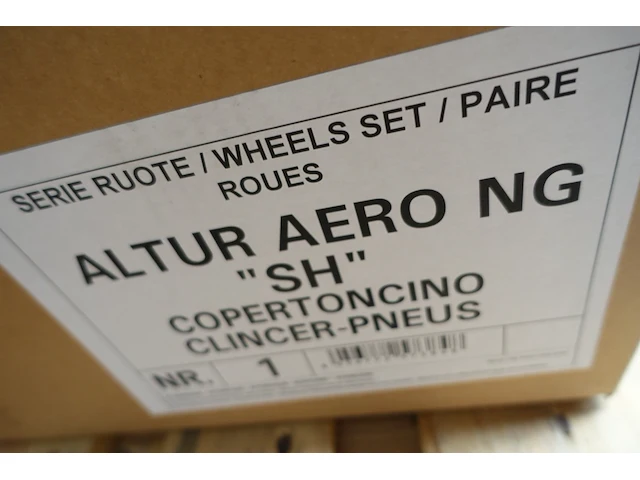 SERIE RUOTE / WHEELS SET / PAIRE
ROUES
ALTUR AERO NG
"SH"
COPERTONCINO
CLINCER-PNEUS
NR. 1